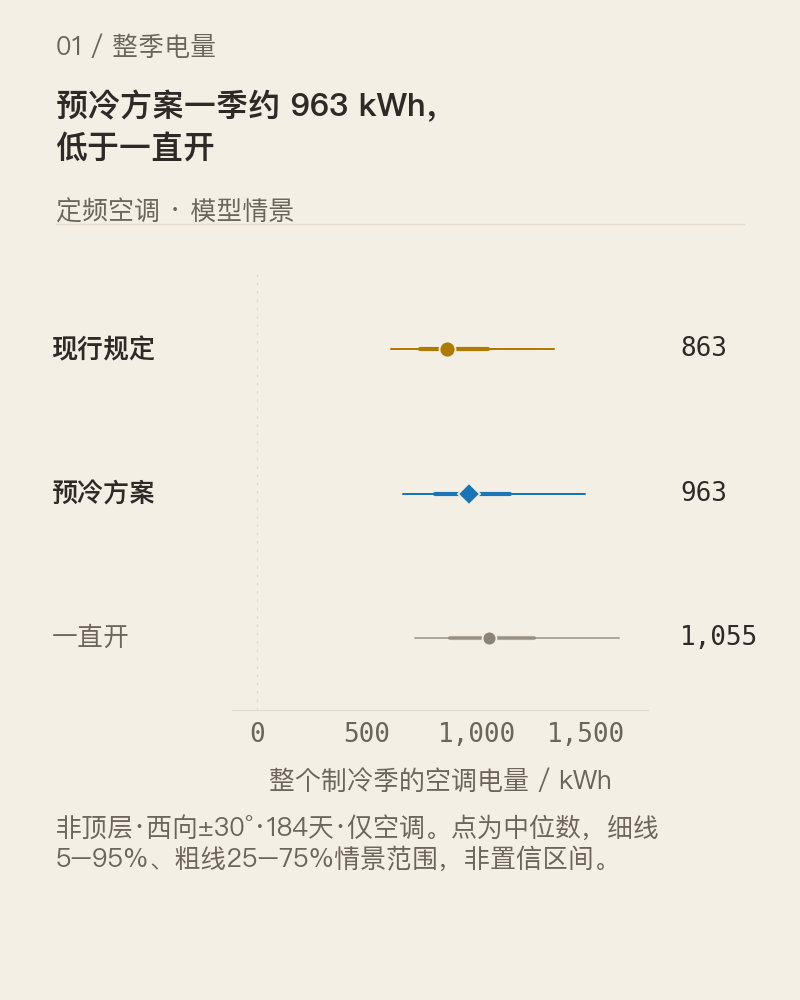 01 / 整季电量
预冷方案一季约 963 kWh，
低于一直开
定频空调 · 模型情景
现行规定 863
预冷方案 963
一直开 1,055
0 500 1,000 1,500
整个制冷季的空调电量 / kWh
非顶层·西向±30°·184天·仅空调。点为中位数，细线
5—95%、粗线25—75%情景范围，非置信区间。